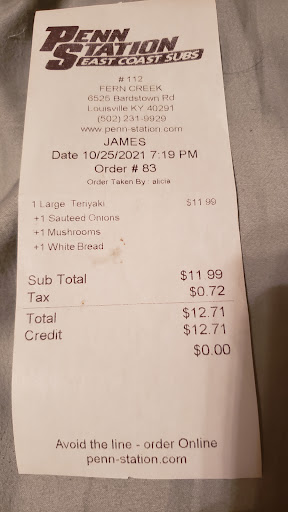 PENN
STATION
EAST COAST SUBS
# 112
FERN CREEK
6525 Bardstown Rd
Louisville KY 40291
(502) 231-9929
www.penn-station.com
JAMES
Date 10/25/2021 7:19 PM
Order # 83
Order Taken By : alicia
1 Large Teriyaki $11.99
+1 Sauteed Onions
+1 Mushrooms
+1 White Bread
Sub Total $11.99
Tax $0.72
Total $12.71
Credit $12.71
$0.00
Avoid the line - order Online
penn-station.com